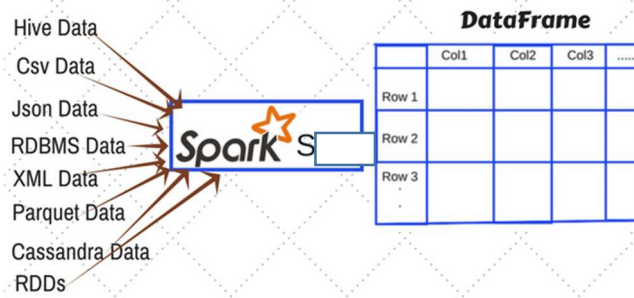 Hive Data
Csv Data
Json Data
RDBMS Data
XML Data
Parquet Data
Cassandra Data
RDDs
Spark S
DataFrame
Col1 Col2 Col3 .....
Row 1
Row 2
Row 3
.
.